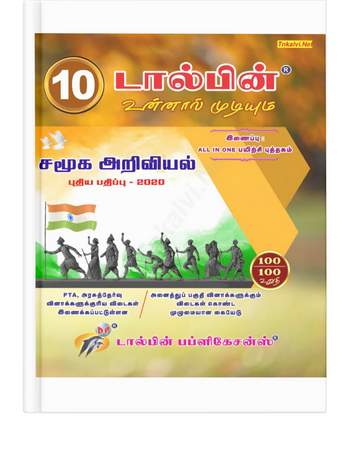 Tnkalvi.Net
10
டால்பின்®
உன்னால் முடியும்
இணைப்பு :
ALL IN ONE பயிற்சி புத்தகம்
சமூக அறிவியல்
புதிய பதிப்பு - 2020
100
100
உறுதி
PTA, அரசுத்தேர்வு
வினாக்களுக்குரிய விடைகள்
இணைக்கப்பட்டுள்ளன
அனைத்துப் பகுதி வினாக்களுக்கும்
விடைகள் கொண்ட
முழுமையான கையேடு
டால்பின் பப்ளிகேசன்ஸ்®